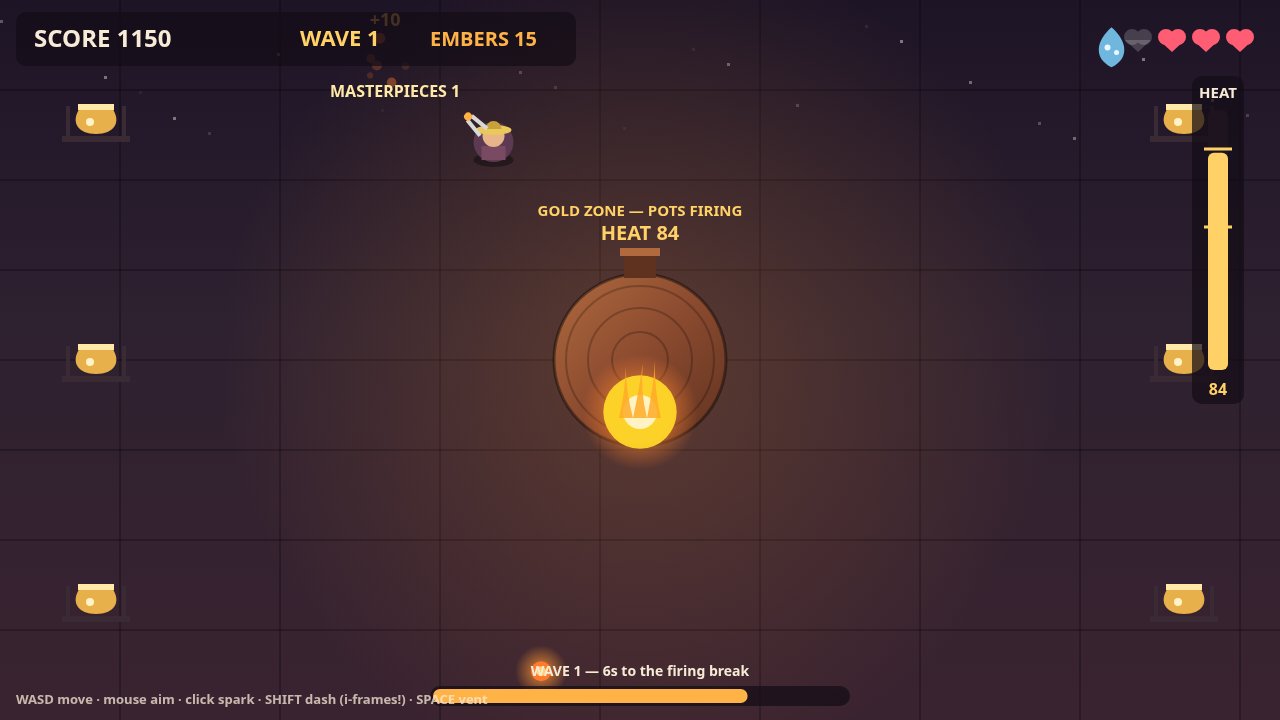 +10
SCORE 1150
WAVE 1
EMBERS 15
MASTERPIECES 1
HEAT
GOLD ZONE — POTS FIRING
HEAT 84
84
WAVE 1 — 6s to the firing break
WASD move · mouse aim · click spark · SHIFT dash (i-frames!) · SPACE vent